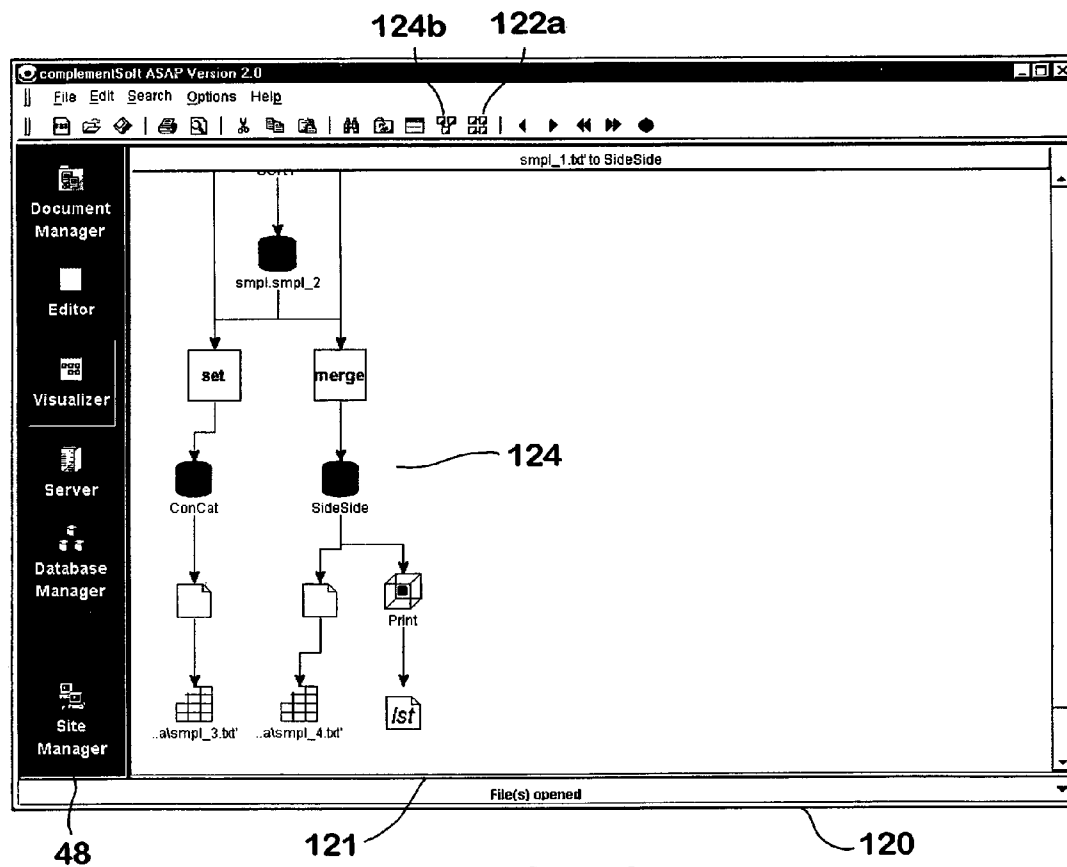 124b 122a
complementSoft ASAP Version 2.0
File Edit Search Options Help
smpl_1.txt' to SideSide
Document
Manager
Editor
Visualizer
Server
Database
Manager
Site
Manager
smpl.smpl_2
set merge
124
ConCat SideSide
Print
..a\smpl_3.txt' ..a\smpl_4.txt' lst
File(s) opened
48 121 120